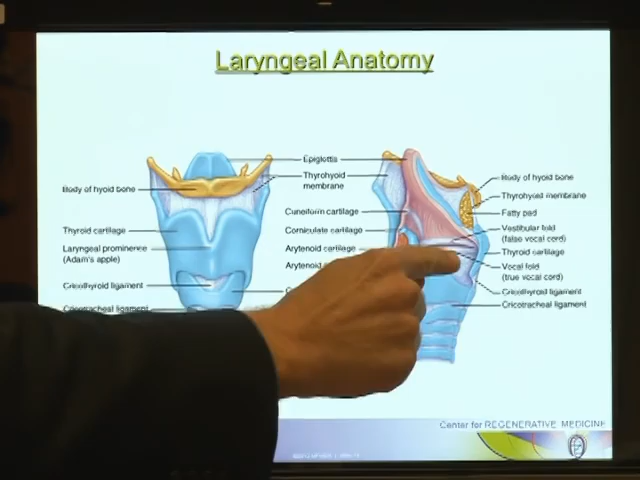 Laryngeal Anatomy
Epiglottis
Thyrohyoid
membrane
Body of hyoid bone
Cuneiform cartilage
Corniculate cartilage
Arytenoid cartilage
Arytenoid
Thyroid cartilage
Laryngeal prominence
(Adam's apple)
Cricothyroid ligament
Cricotracheal ligament
Body of hyoid bone
Thyrohyoid membrane
Fatty pad
Vestibular fold
(false vocal cord)
Thyroid cartilage
Vocal fold
(true vocal cord)
Cricothyroid ligament
Cricotracheal ligament
Center for REGENERATIVE MEDICINE